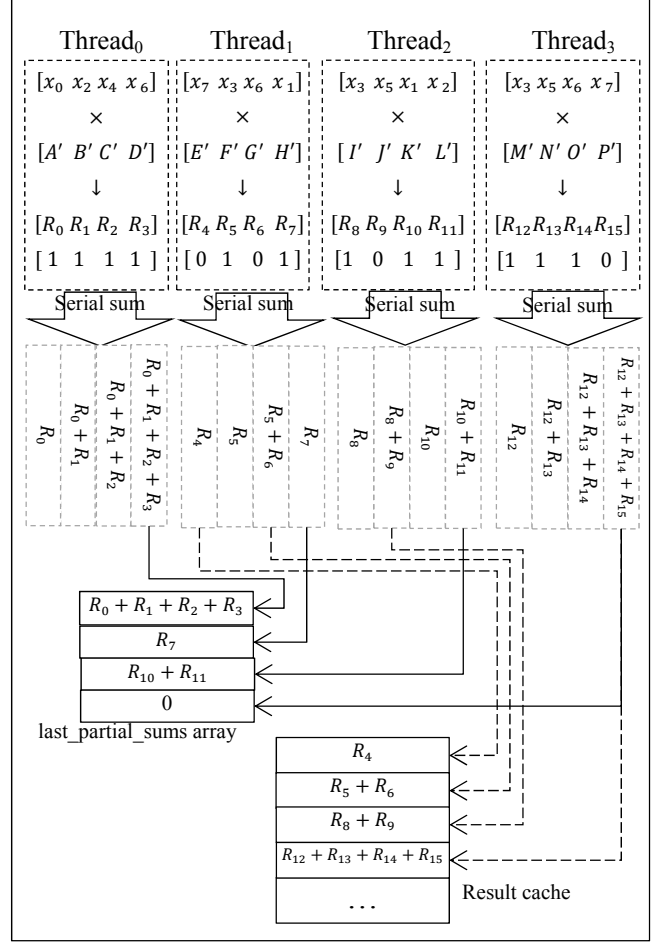 Thread₀ Thread₁ Thread₂ Thread₃
[x₀ x₂ x₄ x₆] [x₇ x₃ x₆ x₁] [x₃ x₅ x₁ x₂] [x₃ x₅ x₆ x₇]
× × × ×
[A′ B′ C′ D′] [E′ F′ G′ H′] [I′ J′ K′ L′] [M′ N′ O′ P′]
↓ ↓ ↓ ↓
[R₀ R₁ R₂ R₃] [R₄ R₅ R₆ R₇] [R₈ R₉ R₁₀ R₁₁] [R₁₂R₁₃R₁₄R₁₅]
[1 1 1 1] [0 1 0 1] [1 0 1 1] [1 1 1 0]
Serial sum Serial sum Serial sum Serial sum
R₀
R₀ + R₁
R₀ + R₁ + R₂
R₀ + R₁ + R₂ + R₃
R₄
R₅
R₅ + R₆
R₇
R₈
R₈ + R₉
R₁₀
R₁₀ + R₁₁
R₁₂
R₁₂ + R₁₃
R₁₂ + R₁₃ + R₁₄
R₁₂ + R₁₃ + R₁₄ + R₁₅
R₀ + R₁ + R₂ + R₃
R₇
R₁₀ + R₁₁
0
last_partial_sums array
R₄
R₅ + R₆
R₈ + R₉
R₁₂ + R₁₃ + R₁₄ + R₁₅
...
Result cache